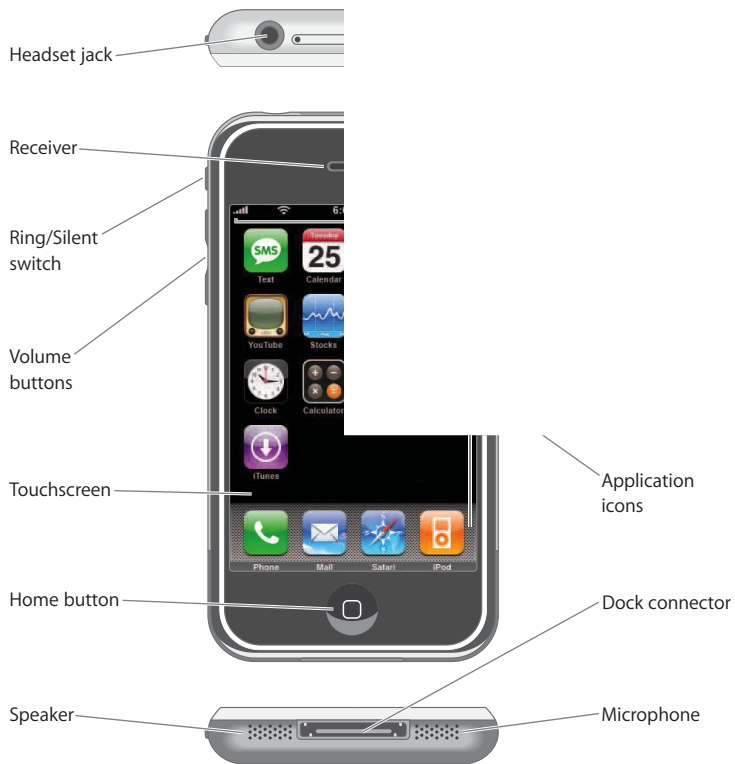 Headset jack
Receiver
Ring/Silent
switch
Volume
buttons
Touchscreen
Home button
Speaker
Application
icons
Dock connector
Microphone
SMS
Text
Tuesday
25
Calendar
YouTube
Stocks
Clock
Calculator
iTunes
Phone
Mail
Safari
iPod